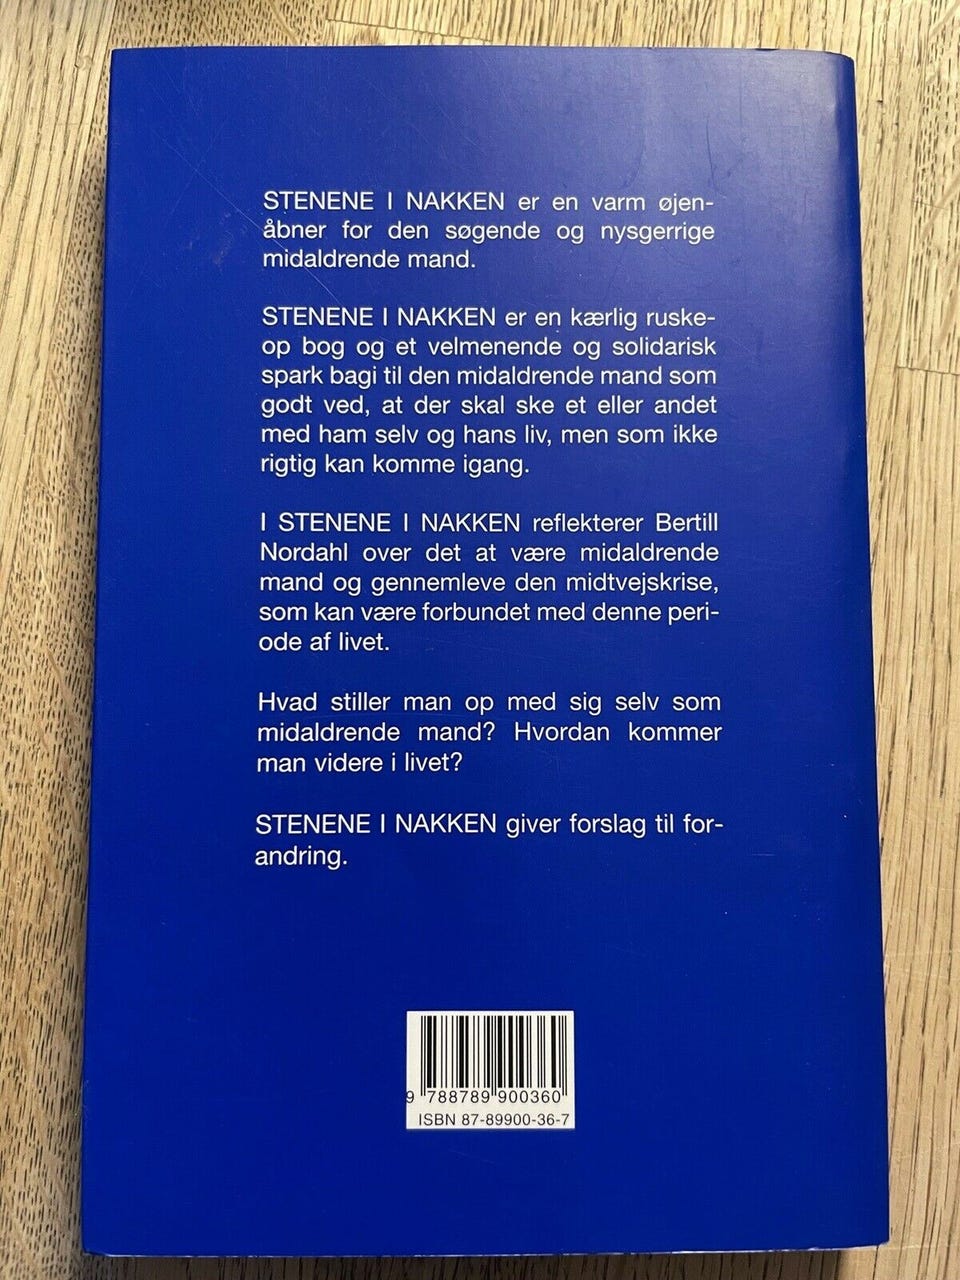 STENENE I NAKKEN er en varm øjen-
åbner for den søgende og nysgerrige
midaldrende mand.
STENENE I NAKKEN er en kærlig ruske-
op bog og et velmenende og solidarisk
spark bagi til den midaldrende mand som
godt ved, at der skal ske et eller andet
med ham selv og hans liv, men som ikke
rigtig kan komme igang.
I STENENE I NAKKEN reflekterer Bertill
Nordahl over det at være midaldrende
mand og gennemleve den midtvejskrise,
som kan være forbundet med denne peri-
ode af livet.
Hvad stiller man op med sig selv som
midaldrende mand? Hvordan kommer
man videre i livet?
STENENE I NAKKEN giver forslag til for-
andring.
9 788789 900360
ISBN 87-89900-36-7